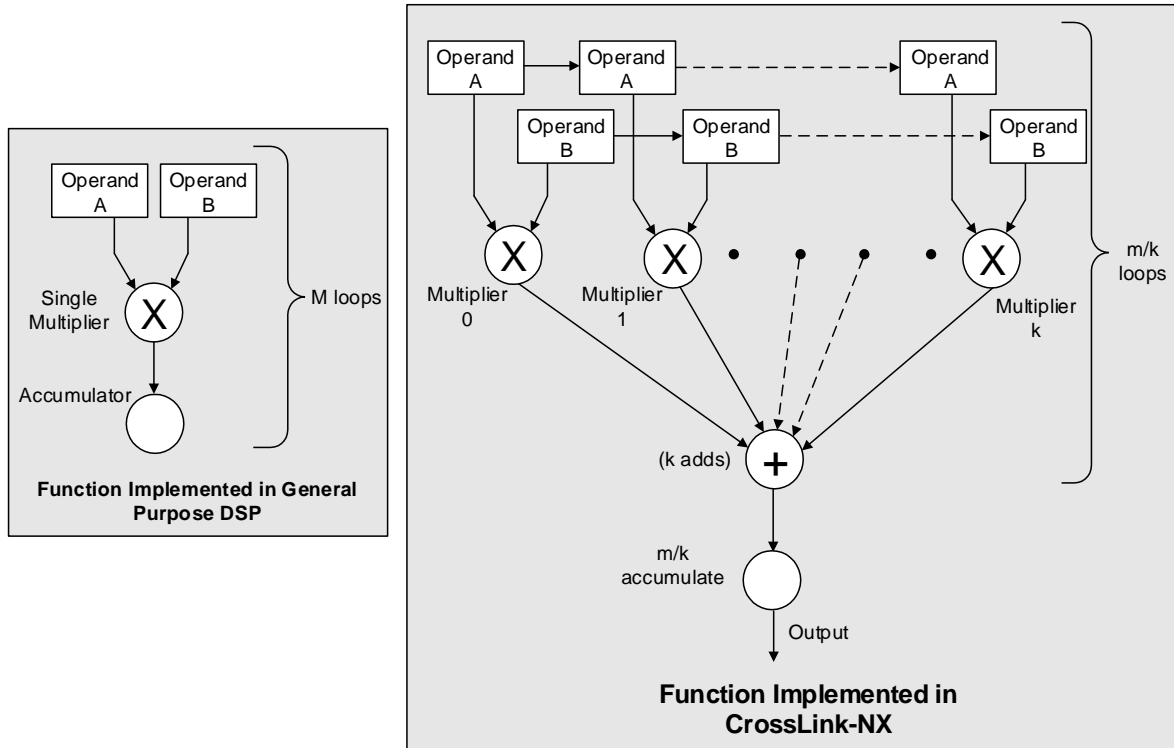 Operand
A
Operand
B
Single
Multiplier
X
Accumulator
M loops
Function Implemented in General
Purpose DSP
Operand
A
Operand
A
Operand
A
Operand
B
Operand
B
Operand
B
X
X
X
Multiplier
0
Multiplier
1
Multiplier
k
m/k
loops
(k adds)
+
m/k
accumulate
Output
Function Implemented in
CrossLink-NX